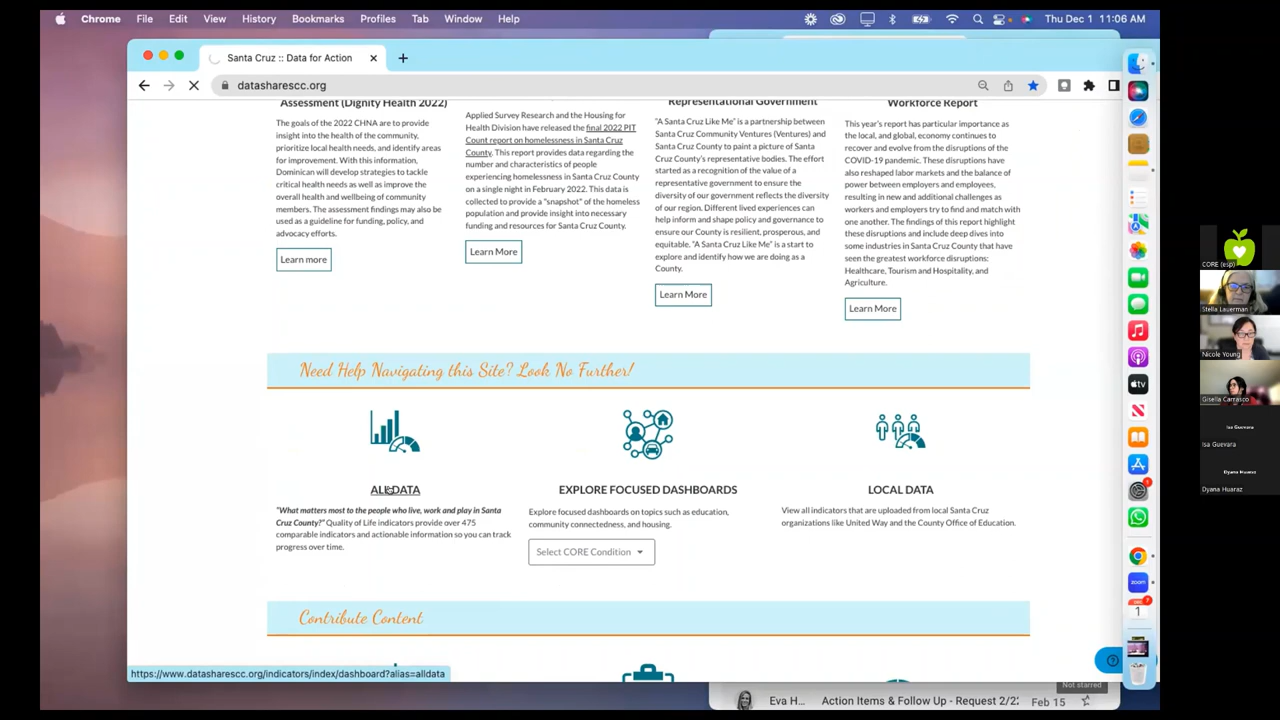 Chrome File Edit View History Bookmarks Profiles Tab Window Help Thu Dec 1 11:06 AM
Santa Cruz :: Data for Action
datasharescc.org
Assessment (Dignity Health 2022)
The goals of the 2022 CHNA are to provide
insight into the health of the community,
prioritize local health needs, and identify areas
for improvement. With this information,
Dominican will develop strategies to tackle
critical health needs as well as improve the
overall health and wellbeing of community
members. The assessment findings may also be
used as a guideline for funding, policy, and
advocacy efforts.
Learn more
Applied Survey Research and the Housing for
Health Division have released the final 2022 PIT
Count report on homelessness in Santa Cruz
County. This report provides data regarding the
number and characteristics of people
experiencing homelessness in Santa Cruz County
on a single night in February 2022. This data is
collected to provide a "snapshot" of the homeless
population and provide insight into necessary
funding and resources for Santa Cruz County.
Learn More
Representational Government
"A Santa Cruz Like Me" is a partnership between
Santa Cruz Community Ventures (Ventures) and
Santa Cruz County to paint a picture of Santa
Cruz County's representative bodies. The effort
started as a recognition of the value of a
representative government to ensure the
diversity of our government reflects the diversity
of our region. Different lived experiences can
help inform and shape policy and governance to
ensure our County is resilient, prosperous, and
equitable. "A Santa Cruz Like Me" is a start to
explore and identify how we are doing as a
County.
Learn More
Workforce Report
This year's report has particular importance as
the local, and global, economy continues to
recover and evolve from the disruptions of the
COVID-19 pandemic. These disruptions have
also reshaped labor markets and the balance of
power between employers and employees,
resulting in new and additional challenges as
workers and employers try to find and match with
one another. The findings of this report highlight
these disruptions and include deep dives into
some industries in Santa Cruz County that have
seen the greatest workforce disruptions:
Healthcare, Tourism and Hospitality, and
Agriculture.
Learn More
Need Help Navigating this Site? Look No Further!
ALL DATA
"What matters most to the people who live, work and play in Santa
Cruz County?" Quality of Life indicators provide over 475
comparable indicators and actionable information so you can track
progress over time.
EXPLORE FOCUSED DASHBOARDS
Explore focused dashboards on topics such as education,
community connectedness, and housing.
Select CORE Condition
LOCAL DATA
View all indicators that are uploaded from local Santa Cruz
organizations like United Way and the County Office of Education.
Contribute Content
https://www.datasharescc.org/indicators/index/dashboard?alias=alldata
Not starred
Eva H... Action Items & Follow Up - Request 2/2 Feb 15
tv
zoom
1
CORE (esp)
Stella Lauerman
Nicole Young
Gisella Carrasco
Isa Guevara
Isa Guevara
Dyana Huaraz
Dyana Huaraz